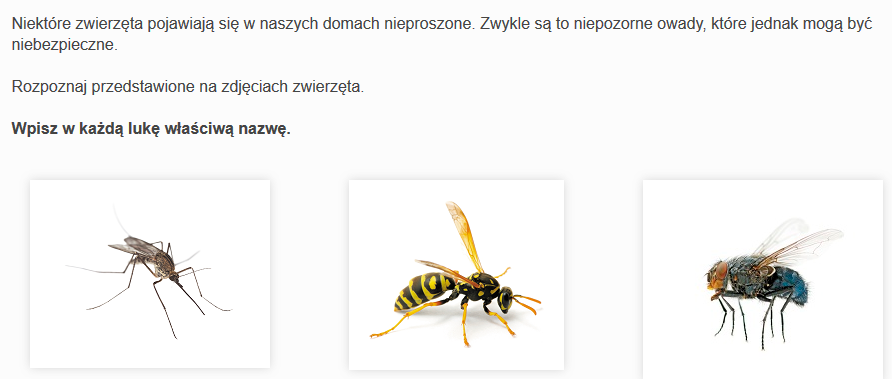 Niektóre zwierzęta pojawiają się w naszych domach nieproszone. Zwykle są to niepozorne owady, które jednak mogą być
niebezpieczne.
Rozpoznaj przedstawione na zdjęciach zwierzęta.
Wpisz w każdą lukę właściwą nazwę.